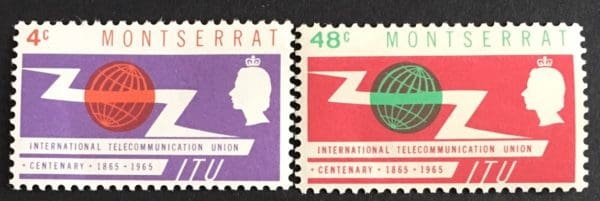 4c MONTSERRAT
INTERNATIONAL TELECOMMUNICATION UNION
• CENTENARY • 1865 • 1965 ITU
48c MONTSERRAT
INTERNATIONAL TELECOMMUNICATION UNION
• CENTENARY • 1865 • 1965 ITU